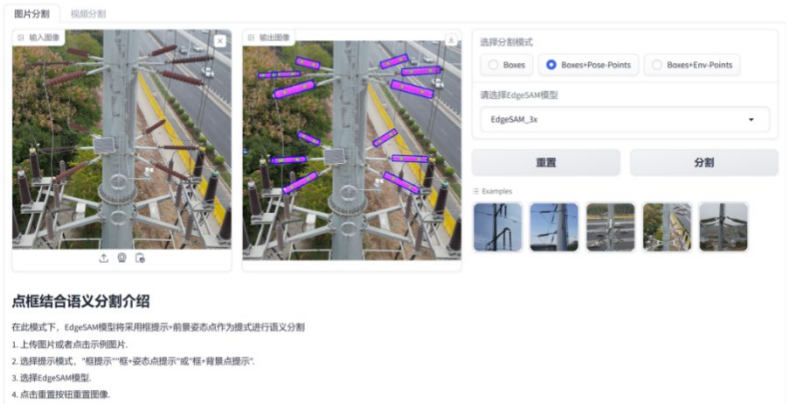 图片分割
视频分割
输入图像
输出图像
选择分割模式
Boxes
Boxes+Pose-Points
Boxes+Env-Points
请选择EdgeSAM模型
EdgeSAM_3x
重置
分割
Examples
点框结合语义分割介绍
在此模式下，EdgeSAM模型将采用框提示+前景姿态点作为提式进行语义分割
1. 上传图片或者点击示例图片.
2. 选择提示模式，"框提示""框+姿态点提示"或"框+背景点提示".
3. 选择EdgeSAM模型.
4. 点击重置按钮重置图像.